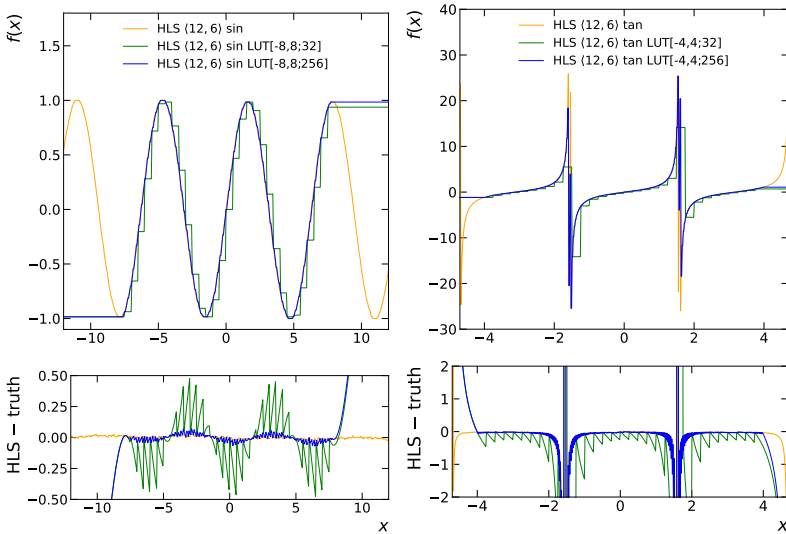 f(x)
HLS ⟨12, 6⟩ sin
HLS ⟨12, 6⟩ sin LUT[-8,8;32]
HLS ⟨12, 6⟩ sin LUT[-8,8;256]
1.5
1.0
0.5
0.0
−0.5
−1.0
−10 −5 0 5 10
f(x)
HLS ⟨12, 6⟩ tan
HLS ⟨12, 6⟩ tan LUT[-4,4;32]
HLS ⟨12, 6⟩ tan LUT[-4,4;256]
40
30
20
10
0
−10
−20
−30
−4 −2 0 2 4
HLS − truth
0.50
0.25
0.00
−0.25
−0.50
−10 −5 0 5 10
x
HLS − truth
2
1
0
−1
−2
−4 −2 0 2 4
x